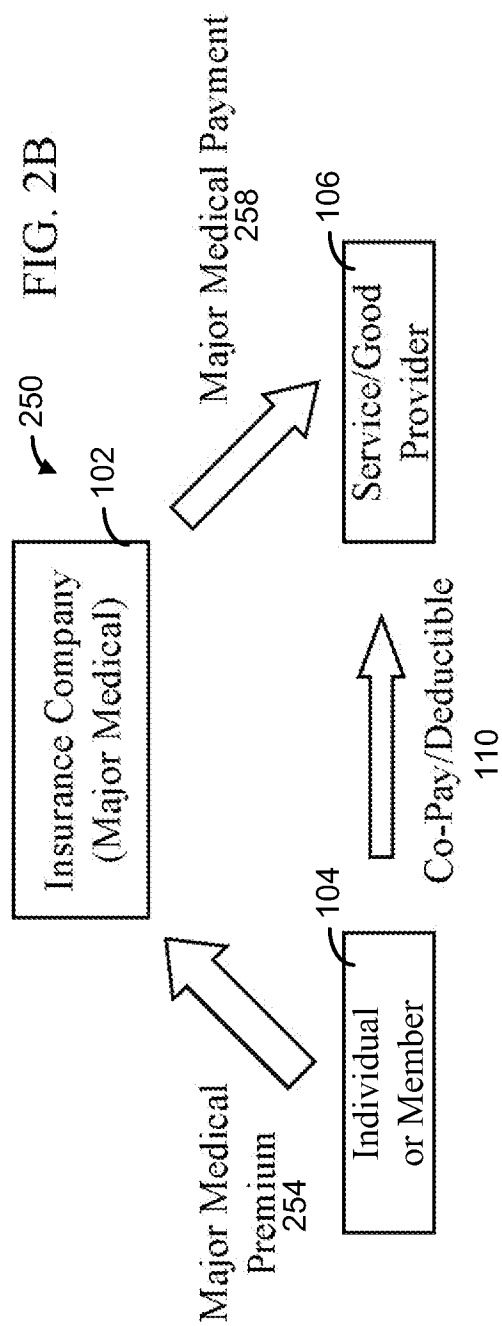 FIG. 2B
250
Insurance Company
(Major Medical)
102
Major Medical
Premium
254
Major Medical Payment
258
Individual
or Member
104
Co-Pay/Deductible
110
Service/Good
Provider
106